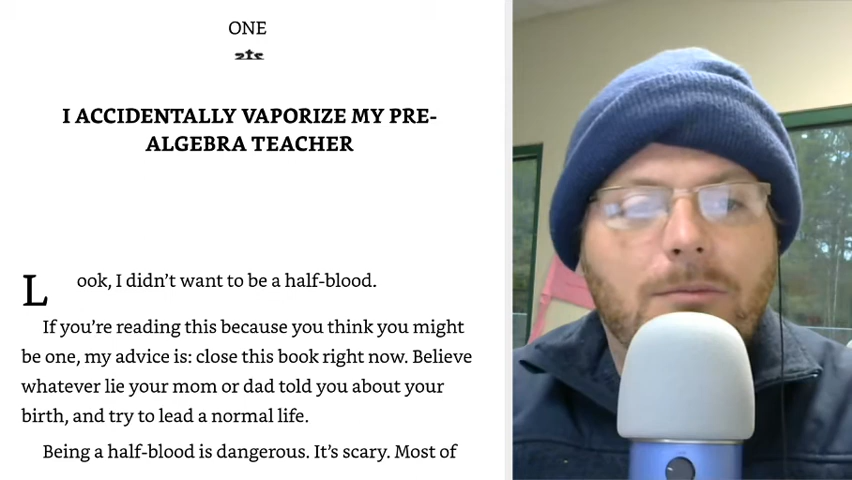 ONE
I ACCIDENTALLY VAPORIZE MY PRE-
ALGEBRA TEACHER
Look, I didn’t want to be a half-blood.
If you’re reading this because you think you might
be one, my advice is: close this book right now. Believe
whatever lie your mom or dad told you about your
birth, and try to lead a normal life.
Being a half-blood is dangerous. It’s scary. Most of